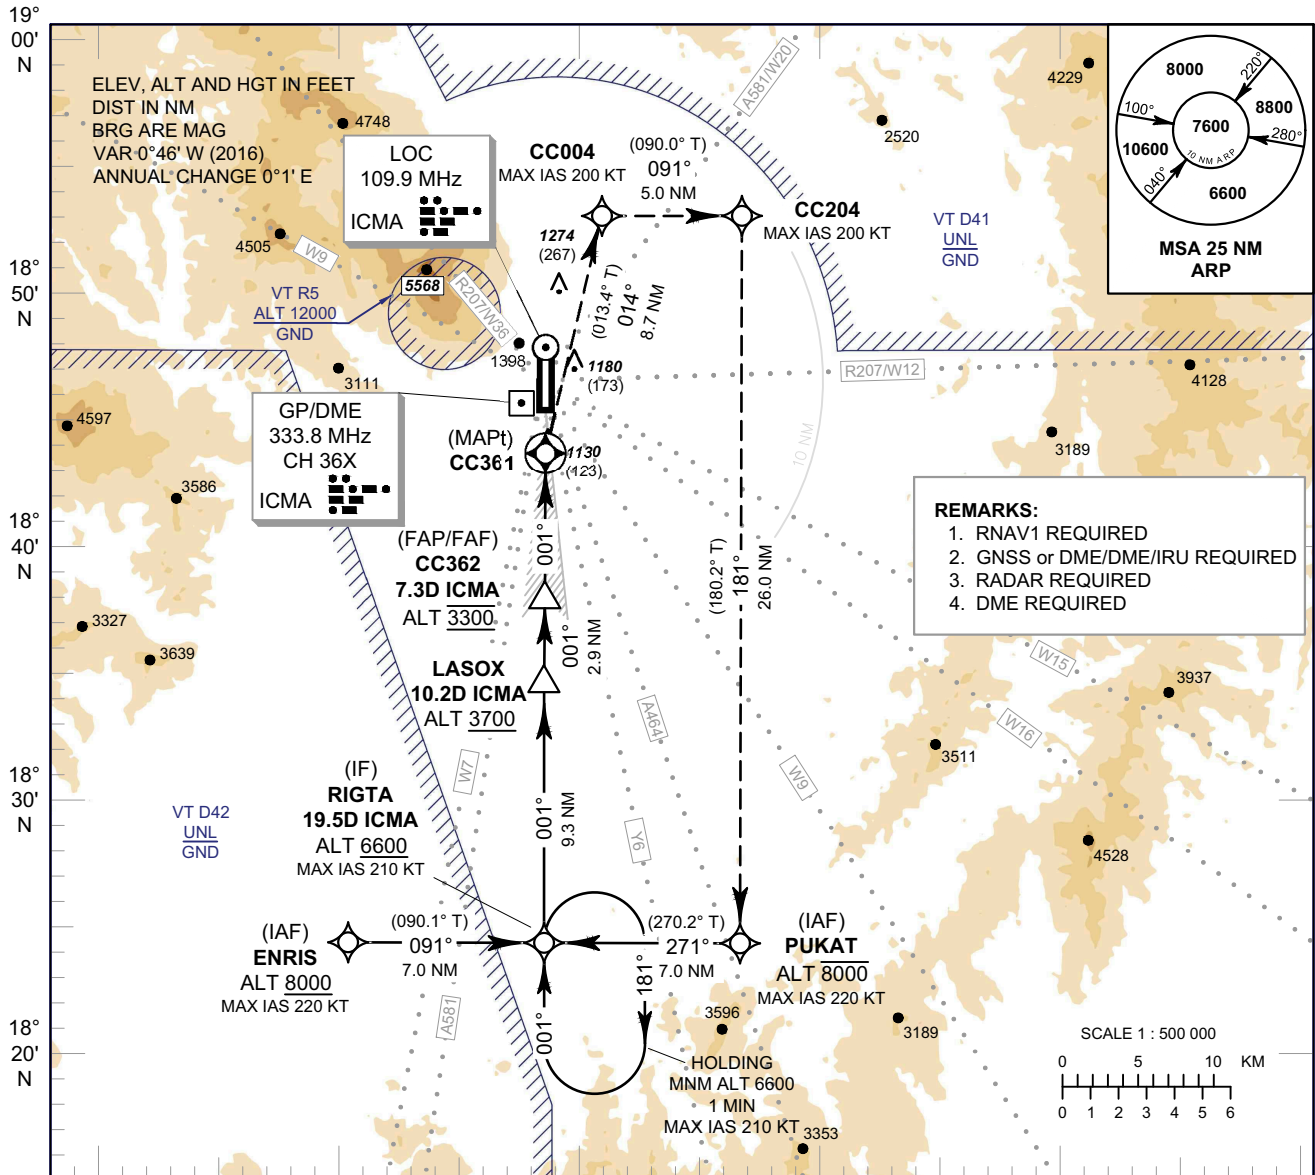 19°
00'
N
ELEV, ALT AND HGT IN FEET
DIST IN NM
BRG ARE MAG
VAR 0°46' W (2016)
ANNUAL CHANGE 0°1' E
4748
LOC
109.9 MHz
ICMA
CC004
MAX IAS 200 KT
(090.0° T)
091°
5.0 NM
A581/W20
2520
4229
8000
220°
100°
8800
7600
280°
10 NM ARP
10600
040°
6600
MSA 25 NM
ARP
CC204
MAX IAS 200 KT
VT D41
UNL
GND
4505
W9
1274
(267)
18°
50'
N
5568
R207/W36
VT R5
ALT 12000
GND
(013.4° T)
014°
8.7 NM
1398
1180
(173)
3111
R207/W12
4128
4597
GP/DME
333.8 MHz
CH 36X
ICMA
(MAPt)
CC361
1130
(123)
10 NM
3189
3586
REMARKS:
1. RNAV1 REQUIRED
2. GNSS or DME/DME/IRU REQUIRED
3. RADAR REQUIRED
4. DME REQUIRED
18°
40'
N
(FAP/FAF)
CC362
7.3D ICMA
ALT 3300
001°
(180.2° T)
181°
26.0 NM
3327
3639
001°
2.9 NM
LASOX
10.2D ICMA
ALT 3700
W15
3937
A464
W16
3511
W7
W9
18°
30'
N
(IF)
RIGTA
19.5D ICMA
ALT 6600
MAX IAS 210 KT
001°
9.3 NM
VT D42
UNL
GND
Y6
4528
(IAF)
ENRIS
ALT 8000
MAX IAS 220 KT
(090.1° T)
091°
7.0 NM
(270.2° T)
271°
7.0 NM
(IAF)
PUKAT
ALT 8000
MAX IAS 220 KT
181°
001°
A581
3596
3189
18°
20'
N
HOLDING
MNM ALT 6600
1 MIN
MAX IAS 210 KT
3353
SCALE 1 : 500 000
0 5 10 KM
0 1 2 3 4 5 6